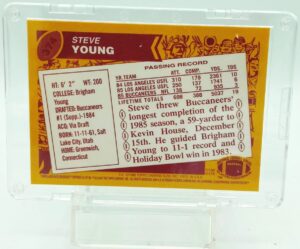 STEVE
YOUNG
374
HT: 6' 2" WT: 200
COLLEGE: Brigham
Young
DRAFTED: Buccaneers
#1 (Supp.)-1984
ACQ: Via Draft
BORN: 11-11-61, Salt
Lake City, Utah
HOME: Greenwich,
Connecticut
PASSING RECORD
YR TEAM ATT. COMP. YDS. TDS
84 LOS ANGELES USFL 310 179 2361 10
85 LOS ANGELES USFL 250 137 1741 6
85 BUCCANEERS NFL 138 72 935 3
LIFETIME TOTALS 698 388 5037 19
Steve threw Buccaneers'
longest completion of the
1985 season, a 59-yarder to
Kevin House, December
15th. He guided Brigham
Young to 11-1 record and
Holiday Bowl win in 1983.